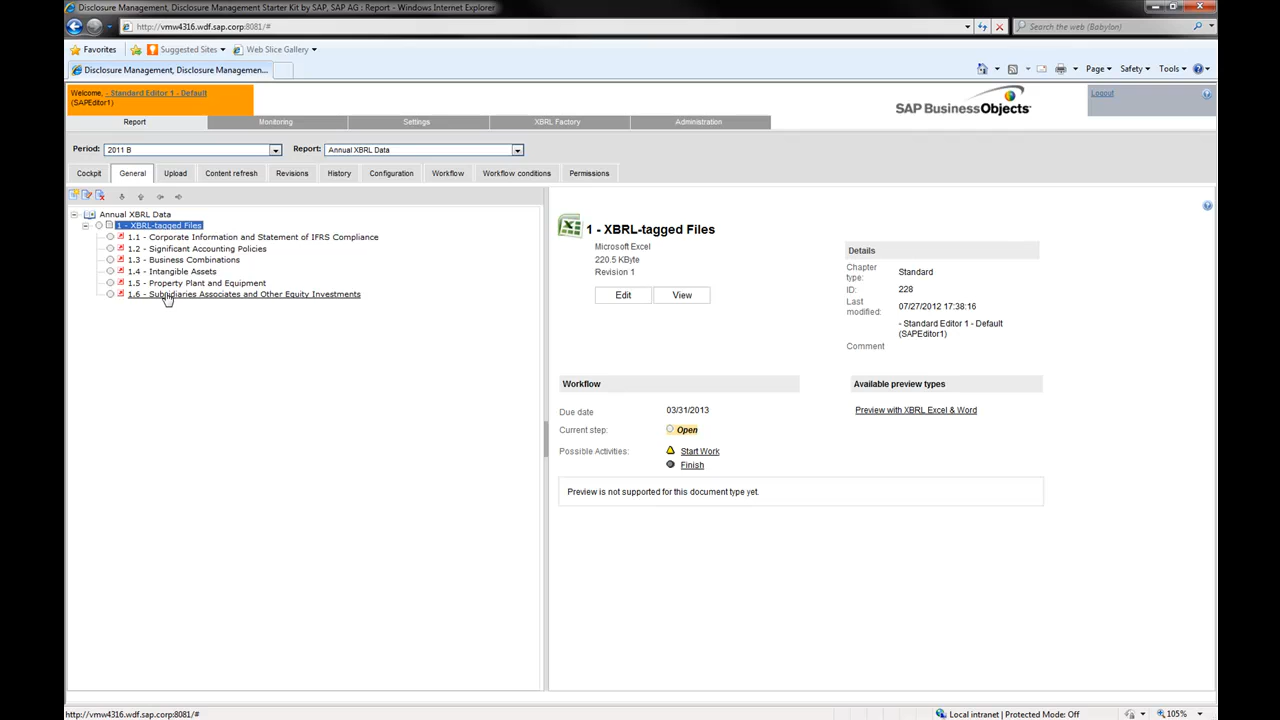 Disclosure Management, Disclosure Management Starter Kit by SAP, SAP AG : Report - Windows Internet Explorer
http://vmw4316.wdf.sap.corp:8081/#
Search the web (Babylon)
Favorites
Suggested Sites
Web Slice Gallery
Disclosure Management, Disclosure Managemen...
Page
Safety
Tools
Welcome, - Standard Editor 1 - Default
(SAPEditor1)
SAP BusinessObjects
Logout
Report
Monitoring
Settings
XBRL Factory
Administration
Period:
2011 B
Report:
Annual XBRL Data
Cockpit
General
Upload
Content refresh
Revisions
History
Configuration
Workflow
Workflow conditions
Permissions
Annual XBRL Data
1 - XBRL-tagged Files
1.1 - Corporate Information and Statement of IFRS Compliance
1.2 - Significant Accounting Policies
1.3 - Business Combinations
1.4 - Intangible Assets
1.5 - Property Plant and Equipment
1.6 - Subsidiaries Associates and Other Equity Investments
1 - XBRL-tagged Files
Microsoft Excel
220.5 KByte
Revision 1
Edit
View
Details
Chapter type:
Standard
ID:
228
Last modified:
07/27/2012 17:38:16
- Standard Editor 1 - Default
(SAPEditor1)
Comment
Workflow
Due date
03/31/2013
Current step:
Open
Possible Activities:
Start Work
Finish
Available preview types
Preview with XBRL Excel & Word
Preview is not supported for this document type yet.
http://vmw4316.wdf.sap.corp:8081/#
Local intranet | Protected Mode: Off
105%